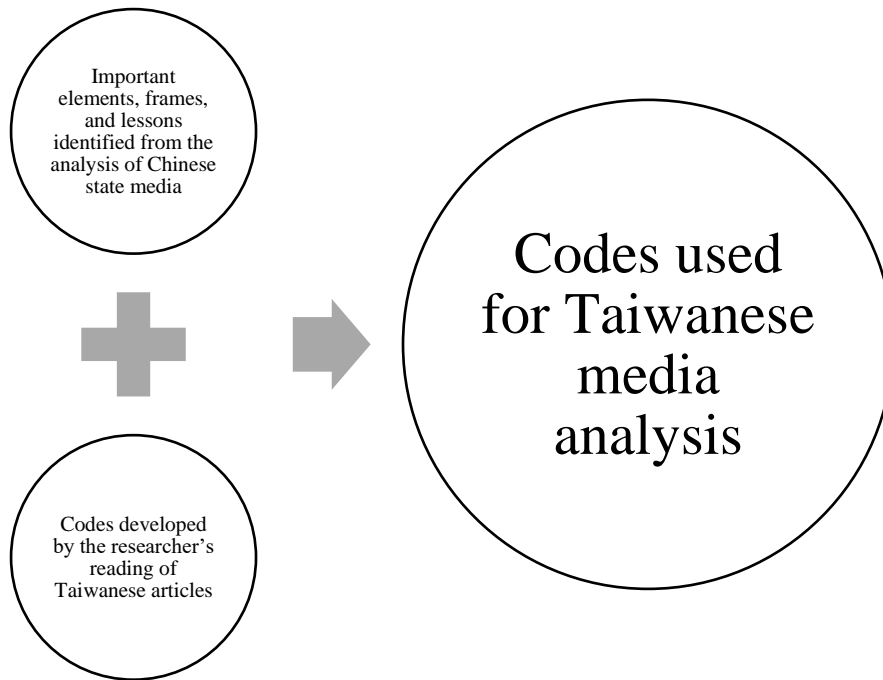 Important
elements, frames,
and lessons
identified from the
analysis of Chinese
state media
Codes developed
by the researcher’s
reading of
Taiwanese articles
Codes used
for Taiwanese
media
analysis